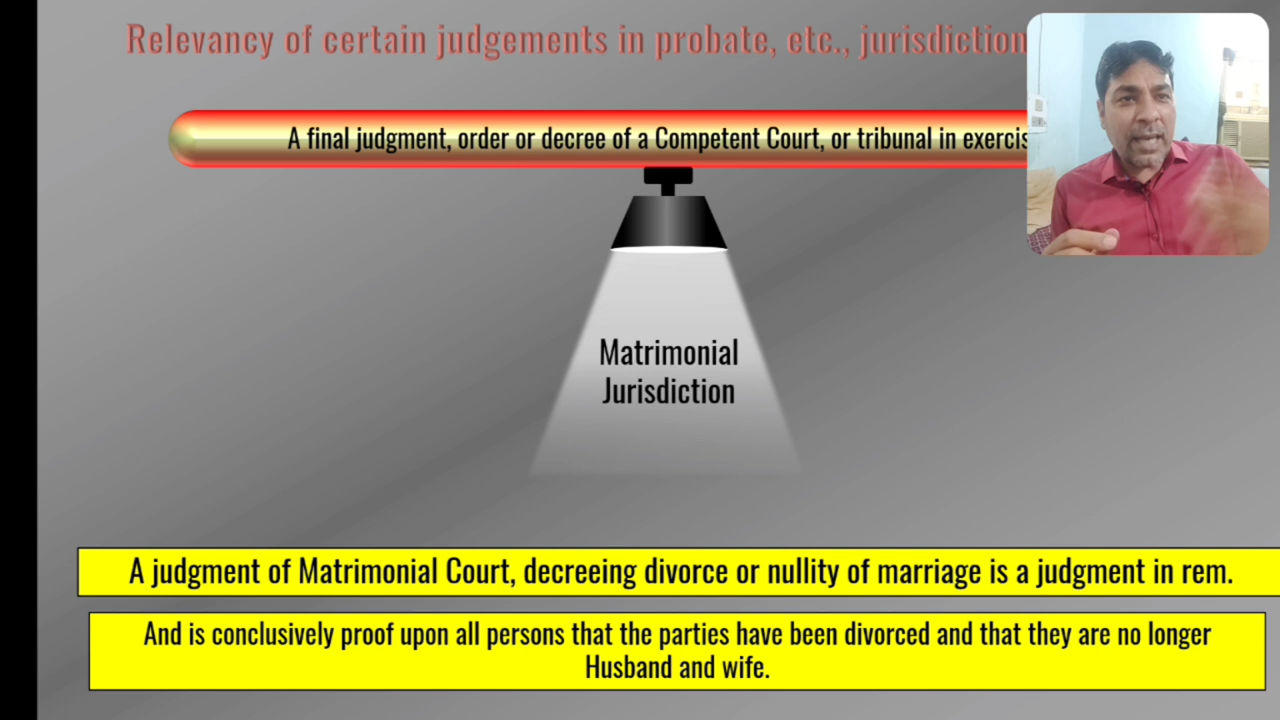 Relevancy of certain judgements in probate, etc., jurisdiction
A final judgment, order or decree of a Competent Court, or tribunal in
Matrimonial
Jurisdiction
A judgment of Matrimonial Court, decreeing divorce or nullity of marriage is a judgment in rem.
And is conclusively proof upon all persons that the parties have been divorced and that they are no longer
Husband and wife.